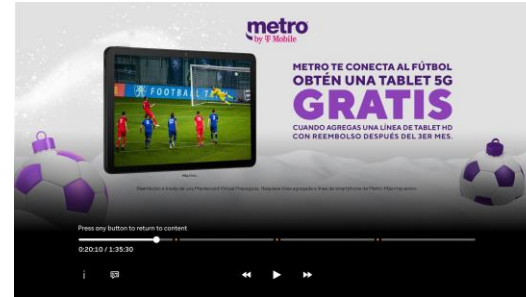 metro
by T Mobile
METRO TE CONECTA AL FÚTBOL
OBTÉN UNA TABLET 5G
GRATIS
CUANDO AGREGAS UNA LÍNEA DE TABLET HD
CON REEMBOLSO DESPUÉS DEL 3ER MES.
FOOTBALL
Press any button to return to content
0:20:10 / 1:35:30